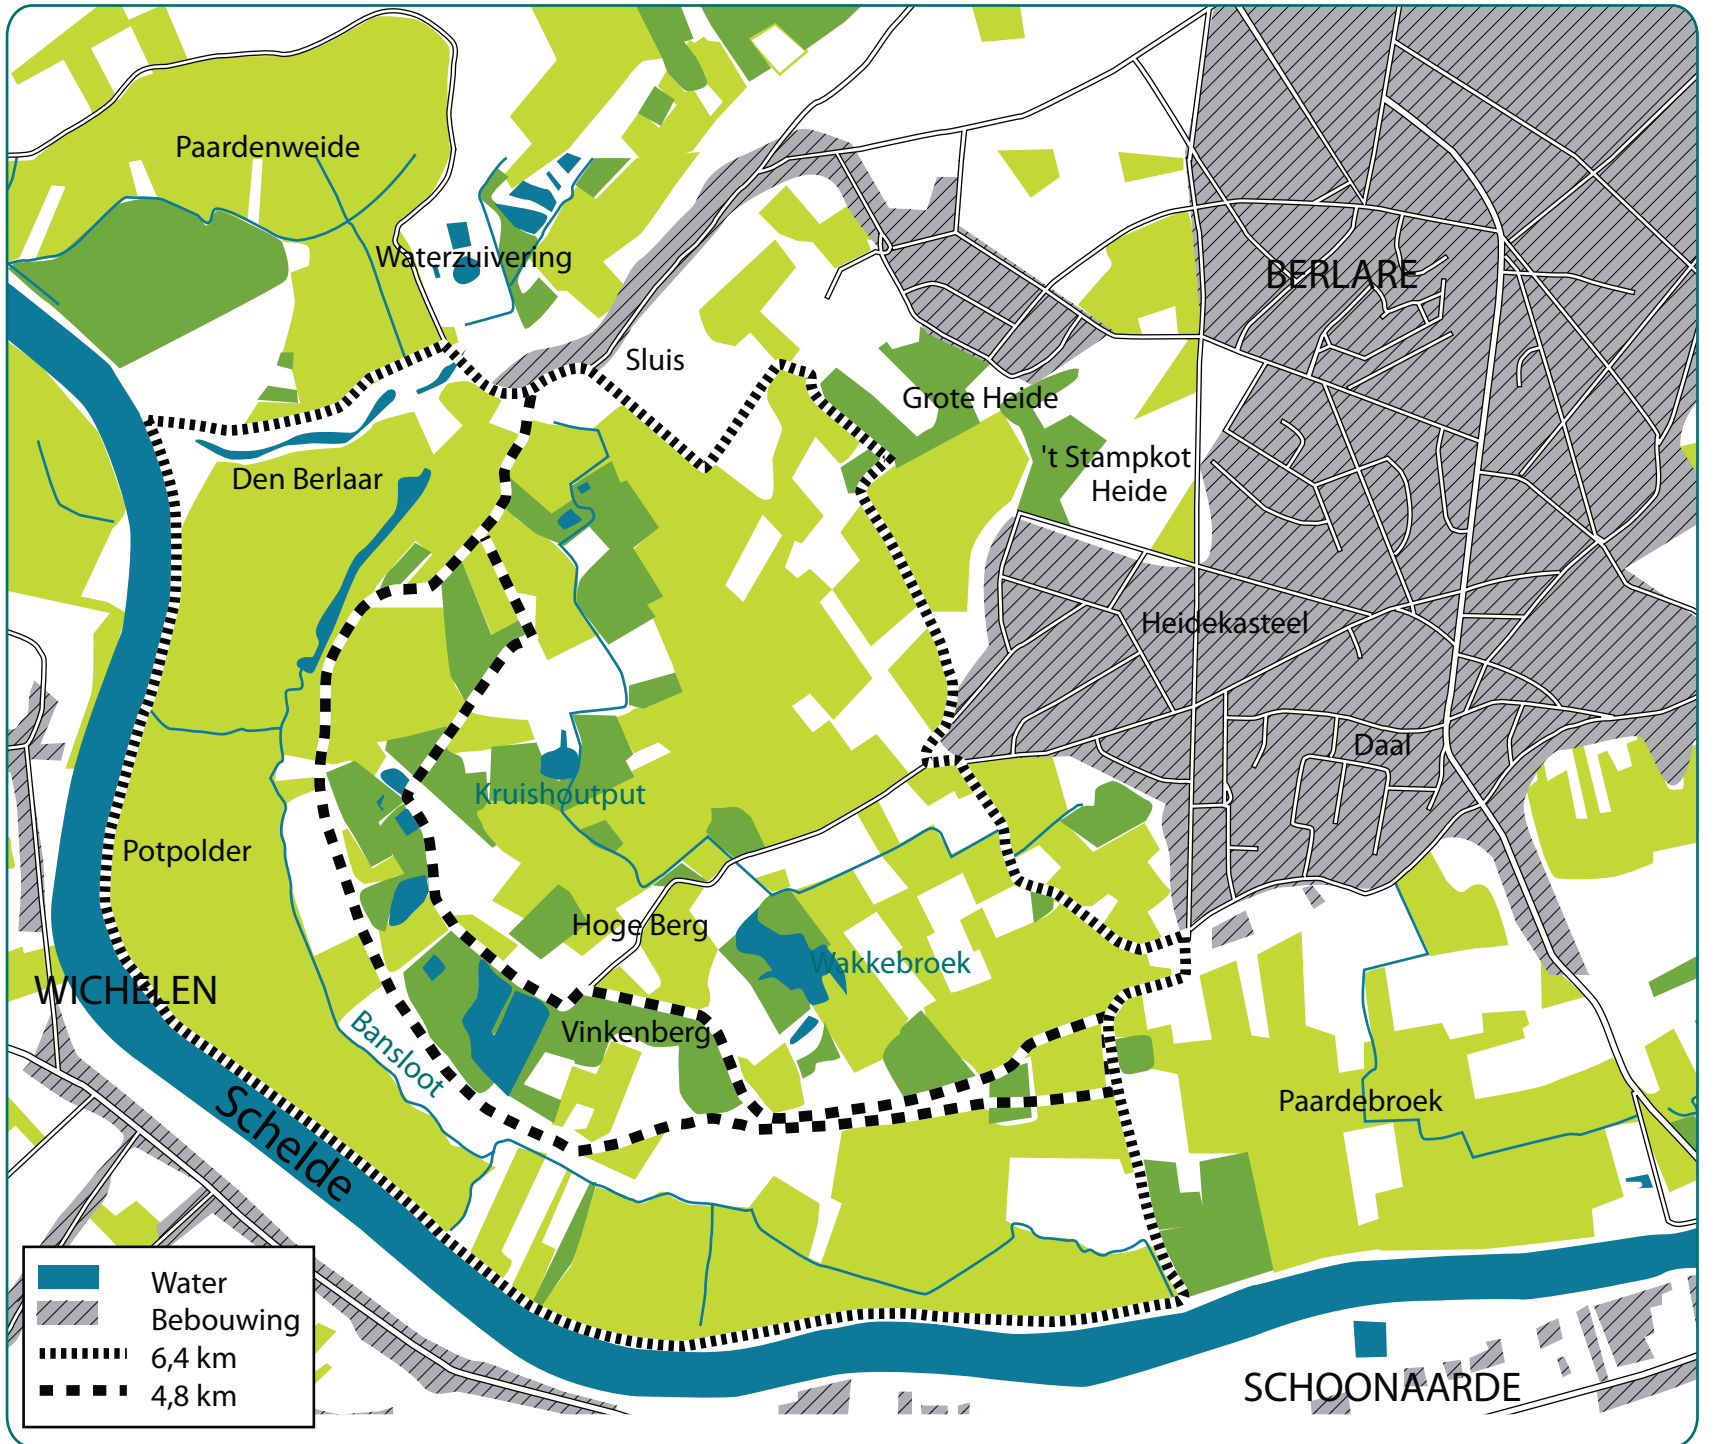 Paardenweide
Waterzuivering
BERLARE
Sluis
Grote Heide
't Stampkot
Heide
Den Berlaar
Heidekasteel
Daal
Kruishoutput
Potpolder
Hoge Berg
Wakkebroek
WICHELEN
Vinkenberg
Bansloot
Paardebroek
Schelde
Water
Bebouwing
6,4 km
4,8 km
SCHOONAARDE